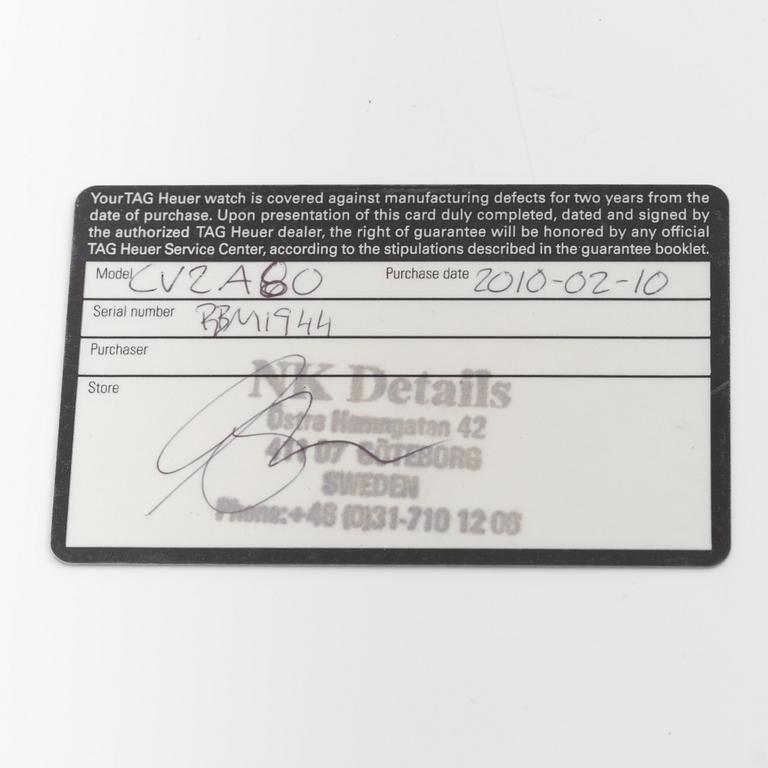 Your TAG Heuer watch is covered against manufacturing defects for two years from the
date of purchase. Upon presentation of this card duly completed, dated and signed by
the authorized TAG Heuer dealer, the right of guarantee will be honored by any official
TAG Heuer Service Center, according to the stipulations described in the guarantee booklet.
Model CV2A80 Purchase date 2010-02-10
Serial number BBM1944
Purchaser
Store
NK Details
Östra Hamngatan 42
411 07 GÖTEBORG
SWEDEN
Phone:+46 (0)31-710 12 06